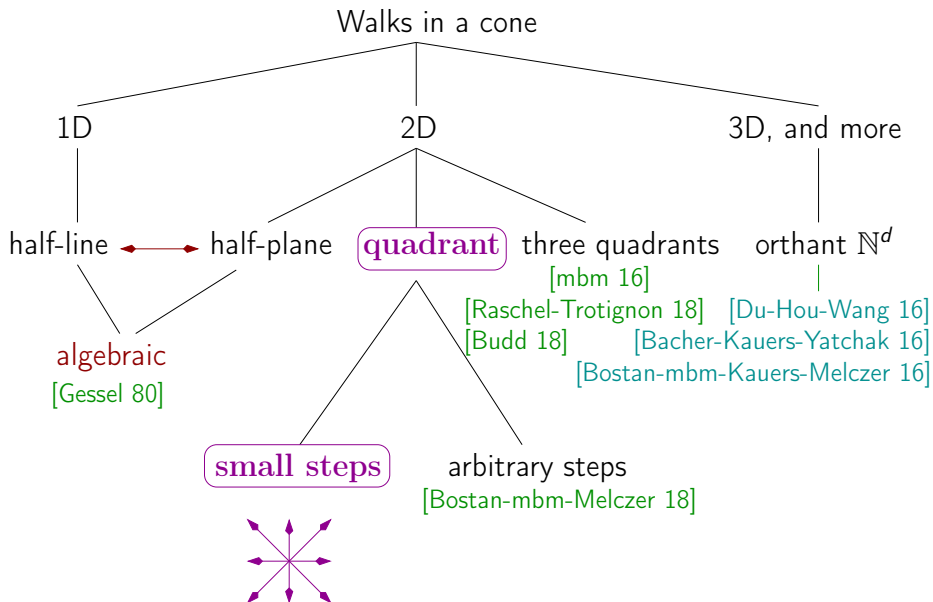 Walks in a cone
1D
2D
3D, and more
half-line
half-plane
quadrant
three quadrants
orthant ℕᵈ
[mbm 16]
[Raschel-Trotignon 18]
[Du-Hou-Wang 16]
[Budd 18]
[Bacher-Kauers-Yatchak 16]
[Bostan-mbm-Kauers-Melczer 16]
algebraic
[Gessel 80]
small steps
arbitrary steps
[Bostan-mbm-Melczer 18]